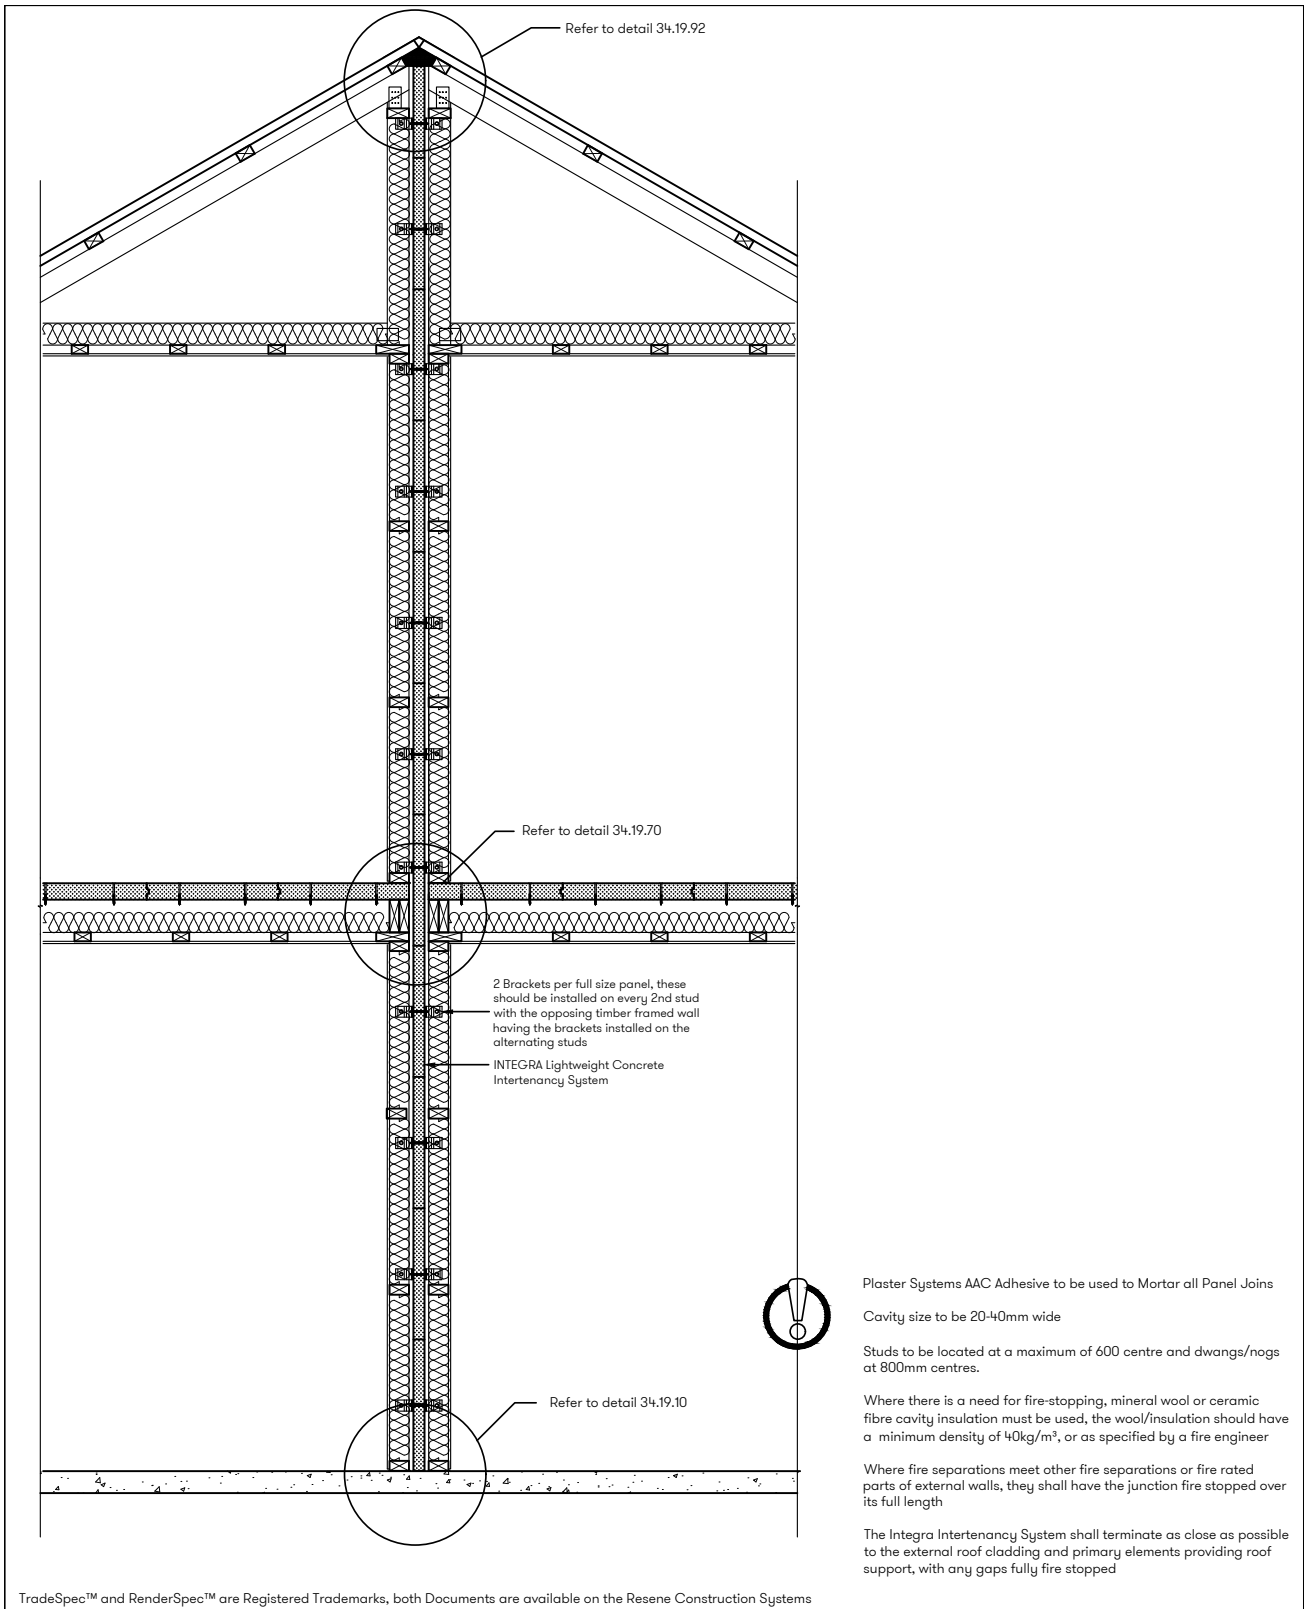 Refer to detail 34.19.92
Refer to detail 34.19.70
2 Brackets per full size panel, these
should be installed on every 2nd stud
with the opposing timber framed wall
having the brackets installed on the
alternating studs
INTEGRA Lightweight Concrete
Intertenancy System
Refer to detail 34.19.10
Plaster Systems AAC Adhesive to be used to Mortar all Panel Joins
Cavity size to be 20-40mm wide
Studs to be located at a maximum of 600 centre and dwangs/nogs
at 800mm centres.
Where there is a need for fire-stopping, mineral wool or ceramic
fibre cavity insulation must be used, the wool/insulation should have
a minimum density of 40kg/m³, or as specified by a fire engineer
Where fire separations meet other fire separations or fire rated
parts of external walls, they shall have the junction fire stopped over
its full length
The Integra Intertenancy System shall terminate as close as possible
to the external roof cladding and primary elements providing roof
support, with any gaps fully fire stopped
TradeSpec™ and RenderSpec™ are Registered Trademarks, both Documents are available on the Resene Construction Systems